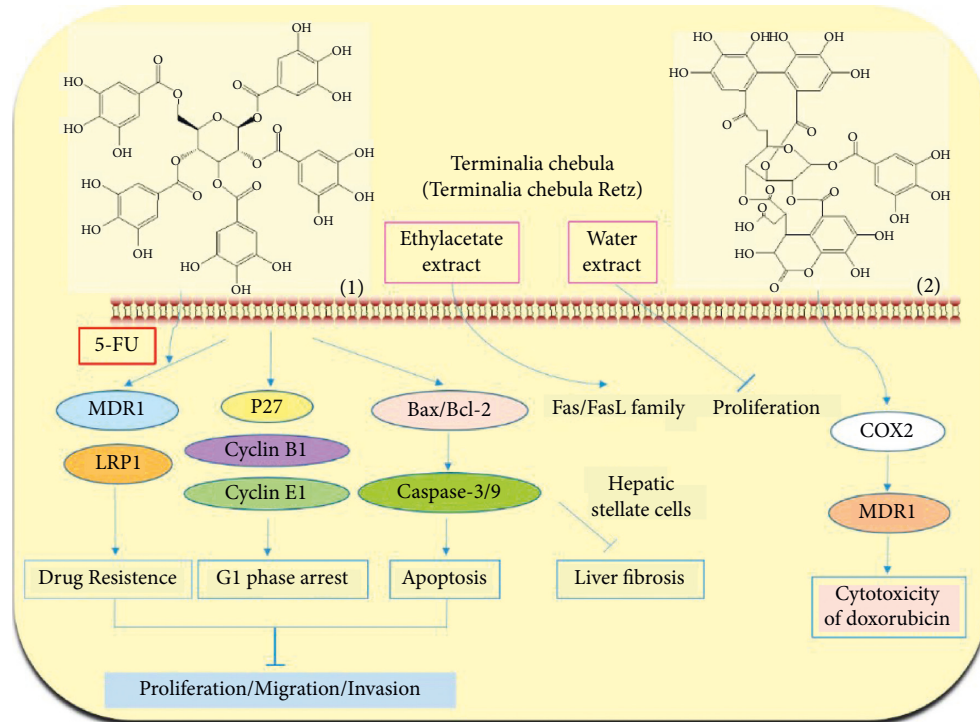 OH
OH
OH
HO
HO
HO
O
O
O
O
O
O
OH
OH
OH
HO
HO
OH
O
O
O
O
O
OH
OH
OH
HO
OH
OH
(1)
HO
OH
HO
OH
HO
OH
O
O
O
O
O
O
O
OH
OH
OH
HO
HO
O
O
O
OH
OH
(2)
Terminalia chebula
(Terminalia chebula Retz)
Ethylacetate
extract
Water
extract
5-FU
MDR1
LRP1
P27
Cyclin B1
Cyclin E1
Bax/Bcl-2
Caspase-3/9
Fas/FasL family
Proliferation
COX2
MDR1
Hepatic
stellate cells
Drug Resistence
G1 phase arrest
Apoptosis
Liver fibrosis
Cytotoxicity
of doxorubicin
Proliferation/Migration/Invasion